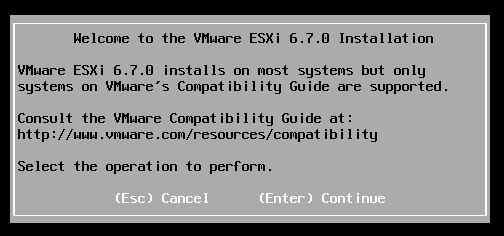 Welcome to the VMware ESXi 6.7.0 Installation
VMware ESXi 6.7.0 installs on most systems but only
systems on VMware's Compatibility Guide are supported.
Consult the VMware Compatibility Guide at:
http://www.vmware.com/resources/compatibility
Select the operation to perform.
(Esc) Cancel (Enter) Continue